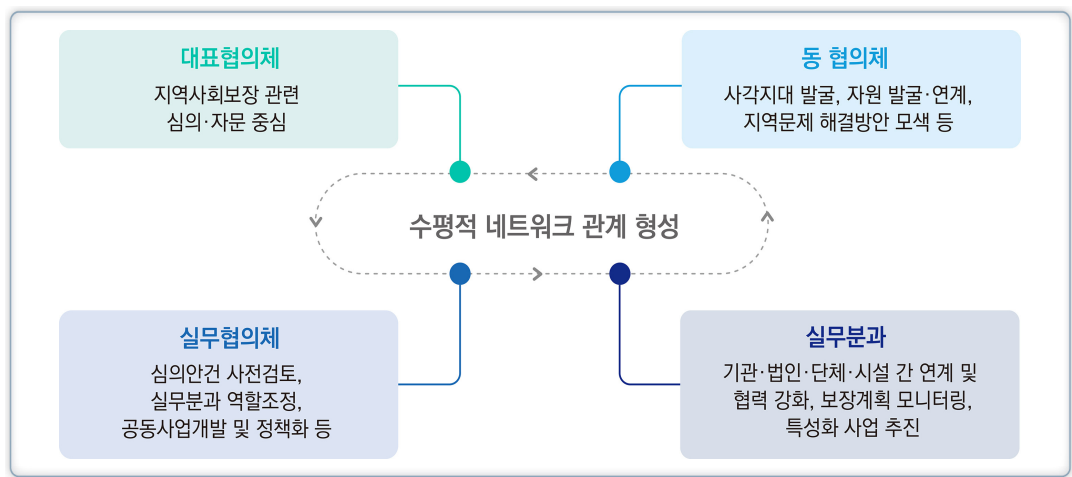 대표협의체
지역사회보장 관련
심의·자문 중심
동 협의체
사각지대 발굴, 자원 발굴·연계,
지역문제 해결방안 모색 등
수평적 네트워크 관계 형성
실무협의체
심의안건 사전검토,
실무분과 역할조정,
공동사업개발 및 정책화 등
실무분과
기관·법인·단체·시설 간 연계 및
협력 강화, 보장계획 모니터링,
특성화 사업 추진